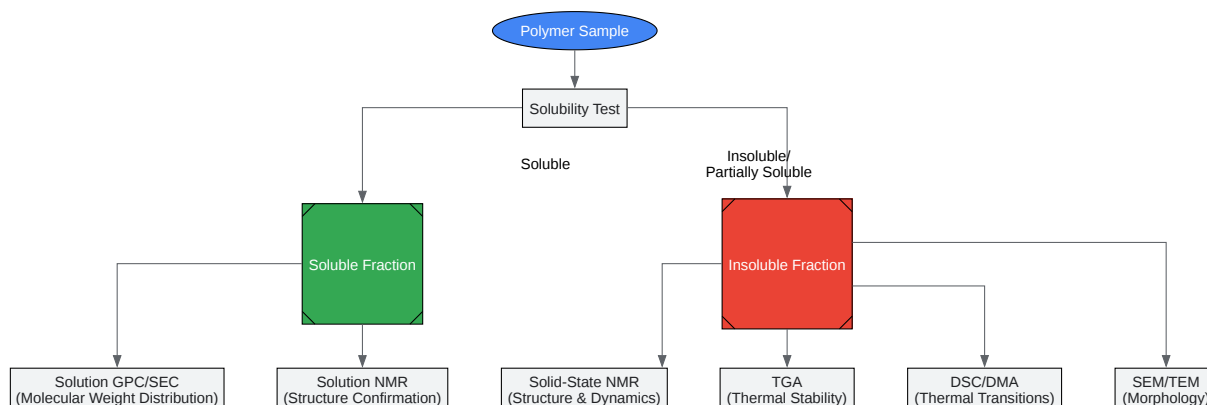 Polymer Sample
Solubility Test
Soluble
Insoluble/
Partially Soluble
Soluble Fraction
Insoluble Fraction
Solution GPC/SEC
(Molecular Weight Distribution)
Solution NMR
(Structure Confirmation)
Solid-State NMR
(Structure & Dynamics)
TGA
(Thermal Stability)
DSC/DMA
(Thermal Transitions)
SEM/TEM
(Morphology)